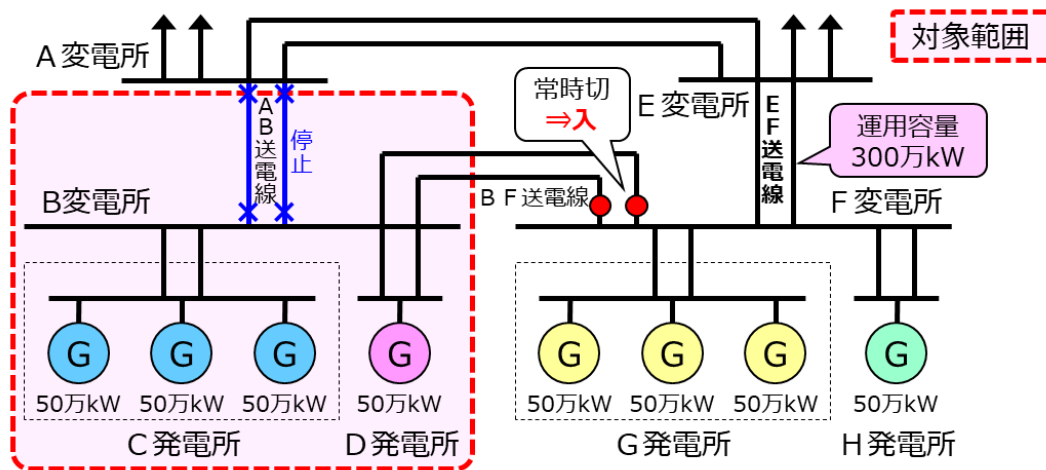 対象範囲
A変電所
常時切
⇒入
E変電所
AB送電線
停止
EF送電線
運用容量
300万kW
B変電所
BF送電線
F変電所
G
G
G
G
G
G
G
G
50万kW
50万kW
50万kW
50万kW
50万kW
50万kW
50万kW
50万kW
C発電所
D発電所
G発電所
H発電所